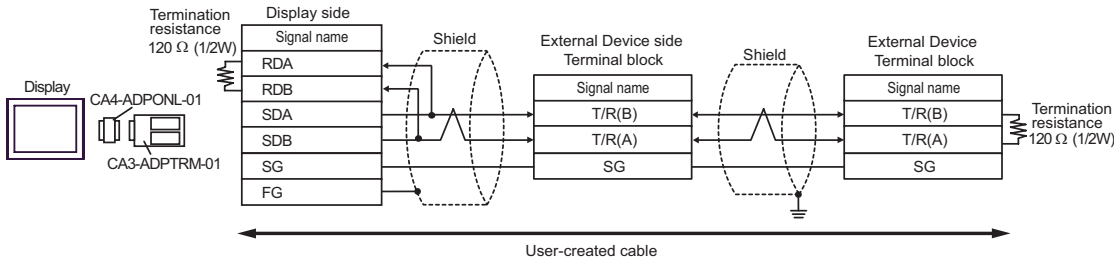 Termination
resistance
120 Ω (1/2W)
Display side
Signal name
RDA
RDB
SDA
SDB
SG
FG
Display
CA4-ADPONL-01
CA3-ADPTRM-01
Shield
External Device side
Terminal block
Signal name
T/R(B)
T/R(A)
SG
Shield
External Device
Terminal block
Signal name
T/R(B)
T/R(A)
SG
Termination
resistance
120 Ω (1/2W)
User-created cable